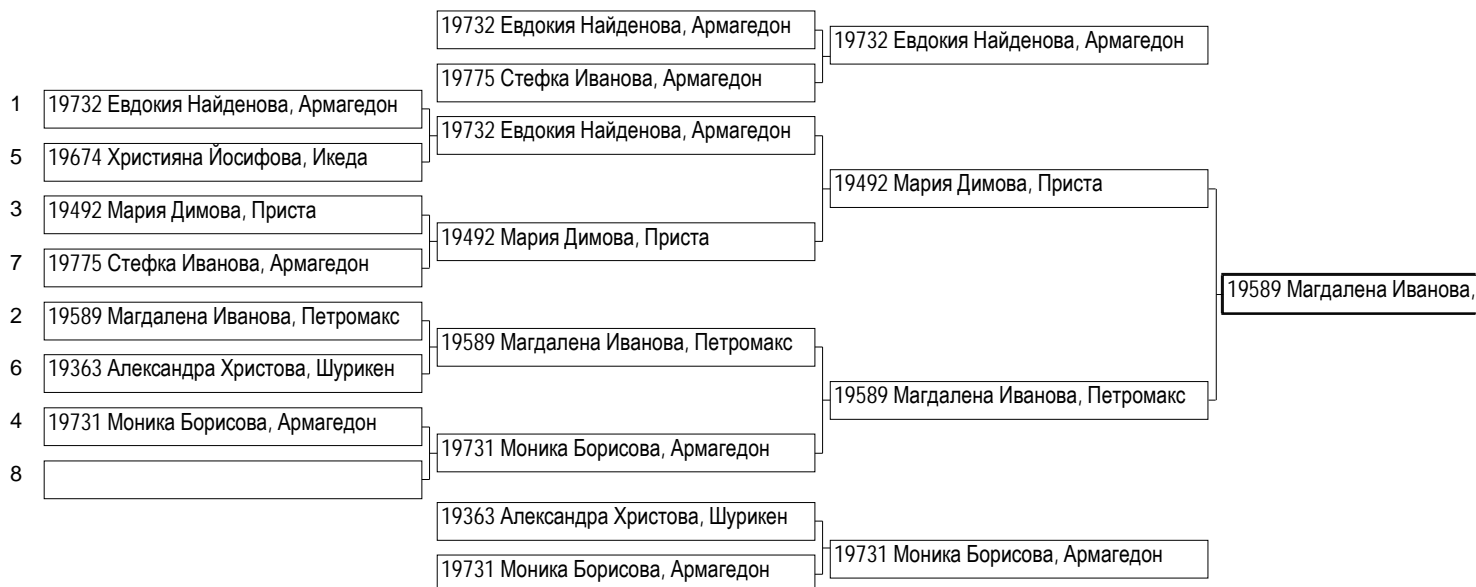 19732 Евдокия Найденова, Армагедон
19732 Евдокия Найденова, Армагедон
19775 Стефка Иванова, Армагедон
1 19732 Евдокия Найденова, Армагедон
19732 Евдокия Найденова, Армагедон
5 19674 Християна Йосифова, Икеда
19492 Мария Димова, Приста
3 19492 Мария Димова, Приста
19492 Мария Димова, Приста
7 19775 Стефка Иванова, Армагедон
19589 Магдалена Иванова,
2 19589 Магдалена Иванова, Петромакс
19589 Магдалена Иванова, Петромакс
6 19363 Александра Христова, Шурикен
19589 Магдалена Иванова, Петромакс
4 19731 Моника Борисова, Армагедон
19731 Моника Борисова, Армагедон
8
19363 Александра Христова, Шурикен
19731 Моника Борисова, Армагедон
19731 Моника Борисова, Армагедон